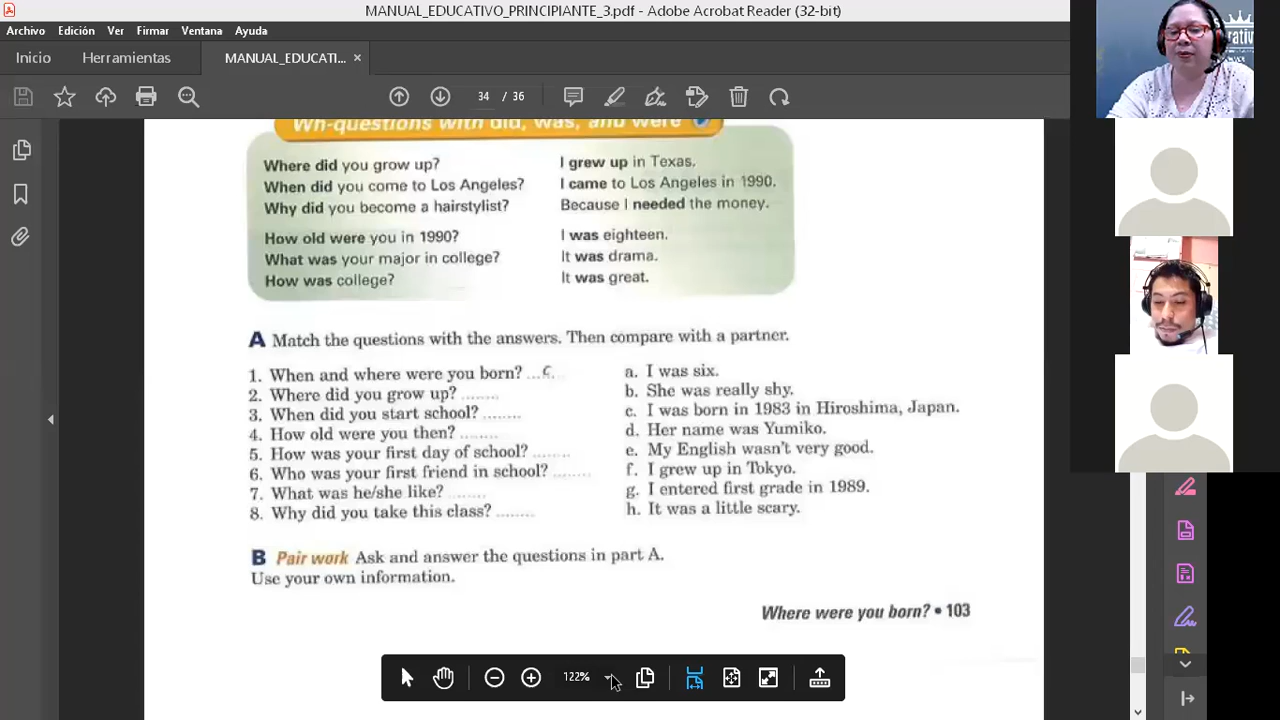 MANUAL_EDUCATIVO_PRINCIPIANTE_3.pdf - Adobe Acrobat Reader (32-bit)
Archivo Edición Ver Firmar Ventana Ayuda
Inicio Herramientas MANUAL_EDUCATI... ×
34 / 36
Wh-questions with did, was, and were
Where did you grow up? I grew up in Texas.
When did you come to Los Angeles? I came to Los Angeles in 1990.
Why did you become a hairstylist? Because I needed the money.
How old were you in 1990? I was eighteen.
What was your major in college? It was drama.
How was college? It was great.
A Match the questions with the answers. Then compare with a partner.
1. When and where were you born? ...c.
2. Where did you grow up? ........
3. When did you start school? ........
4. How old were you then? ........
5. How was your first day of school? ........
6. Who was your first friend in school? ........
7. What was he/she like? ........
8. Why did you take this class? ........
a. I was six.
b. She was really shy.
c. I was born in 1983 in Hiroshima, Japan.
d. Her name was Yumiko.
e. My English wasn't very good.
f. I grew up in Tokyo.
g. I entered first grade in 1989.
h. It was a little scary.
B Pair work Ask and answer the questions in part A.
Use your own information.
Where were you born? • 103
122%